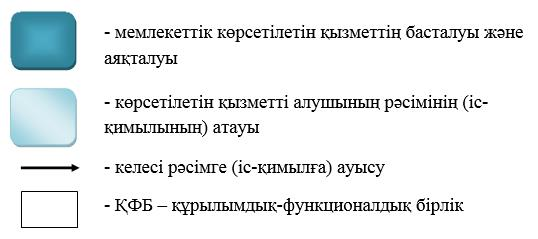 - мемлекеттік көрсетілетін қызметтің басталуы және
аяқталуы
- көрсетілетін қызметті алушының рәсімінің (іс-
қимылының) атауы
- келесі рәсімге (іс-қимылға) ауысу
- ҚФБ – құрылымдық-функционалдық бірлік